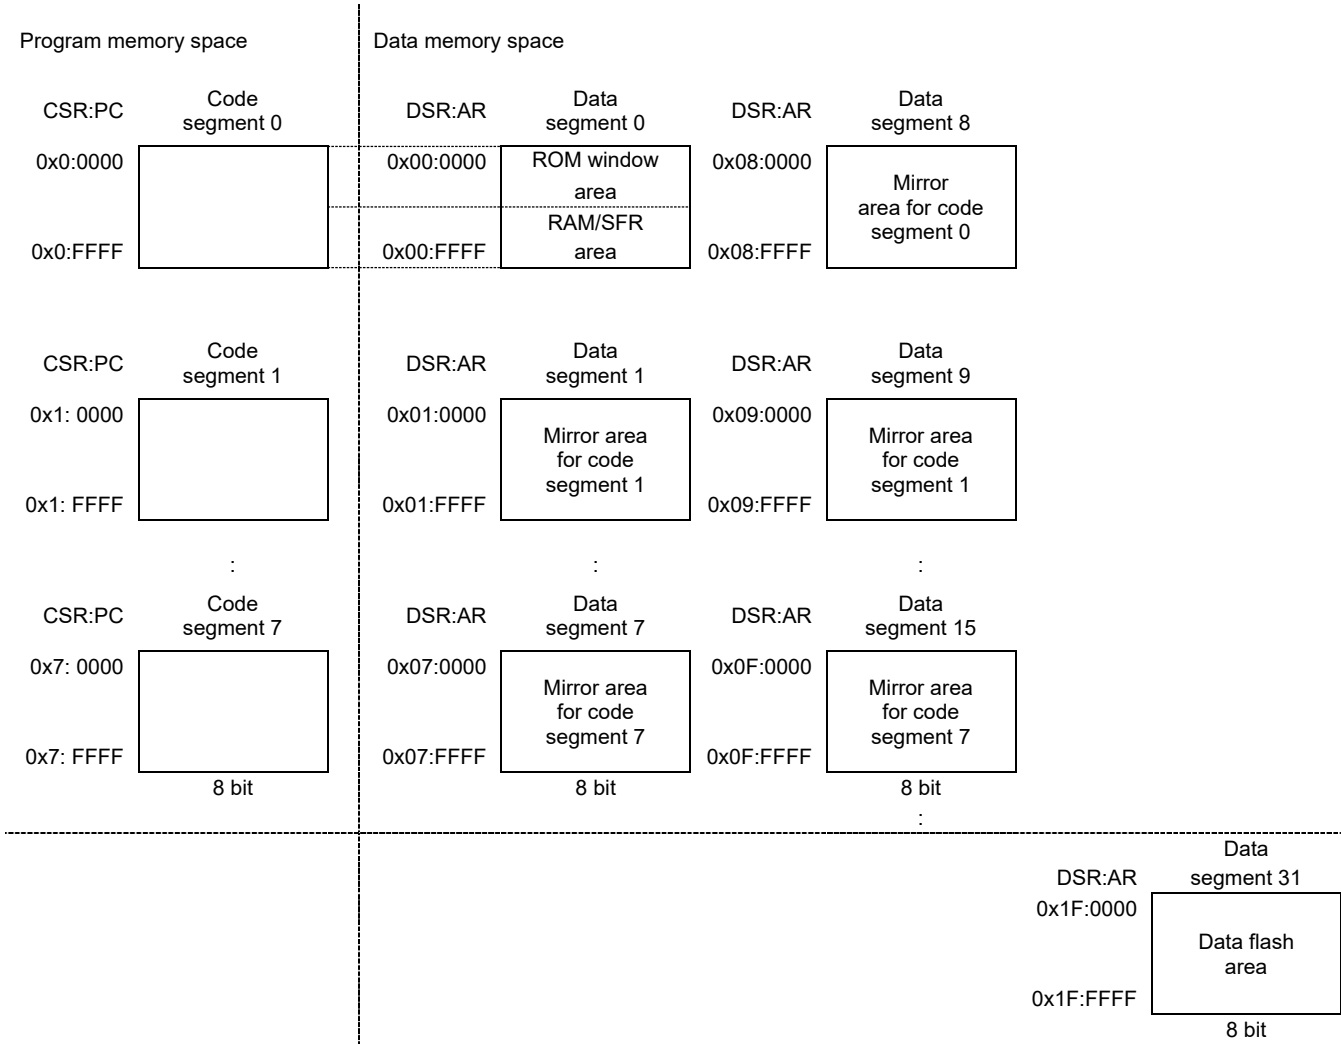 Program memory space
Data memory space
CSR:PC
Code
segment 0
DSR:AR
Data
segment 0
DSR:AR
Data
segment 8
0x0:0000
0x00:0000
ROM window
area
0x08:0000
Mirror
area for code
segment 0
0x0:FFFF
0x00:FFFF
RAM/SFR
area
0x08:FFFF
CSR:PC
Code
segment 1
DSR:AR
Data
segment 1
DSR:AR
Data
segment 9
0x1: 0000
0x01:0000
Mirror area
for code
segment 1
0x09:0000
Mirror area
for code
segment 1
0x1: FFFF
0x01:FFFF
0x09:FFFF
:
:
:
CSR:PC
Code
segment 7
DSR:AR
Data
segment 7
DSR:AR
Data
segment 15
0x7: 0000
0x07:0000
Mirror area
for code
segment 7
0x0F:0000
Mirror area
for code
segment 7
0x7: FFFF
0x07:FFFF
0x0F:FFFF
8 bit
8 bit
8 bit
:
Data
segment 31
DSR:AR
0x1F:0000
Data flash
area
0x1F:FFFF
8 bit